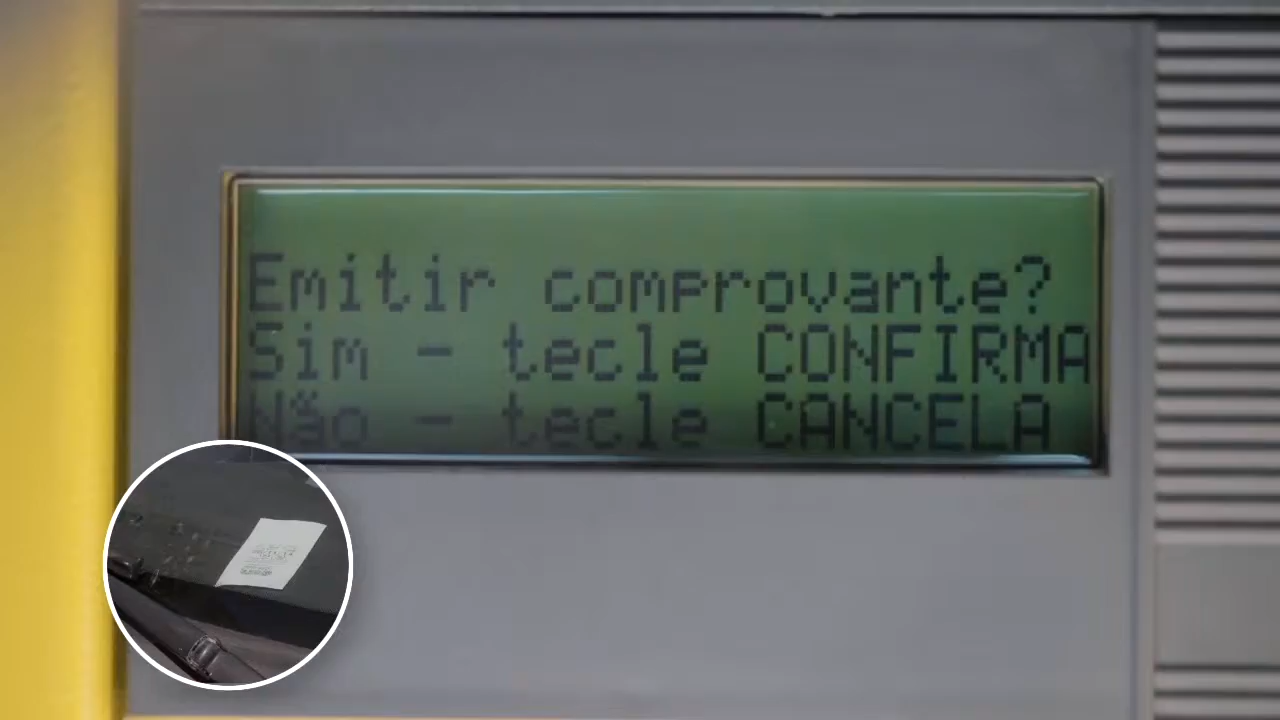 Emitir comprovante?
Sim - tecle CONFIRMA
Não - tecle CANCELA